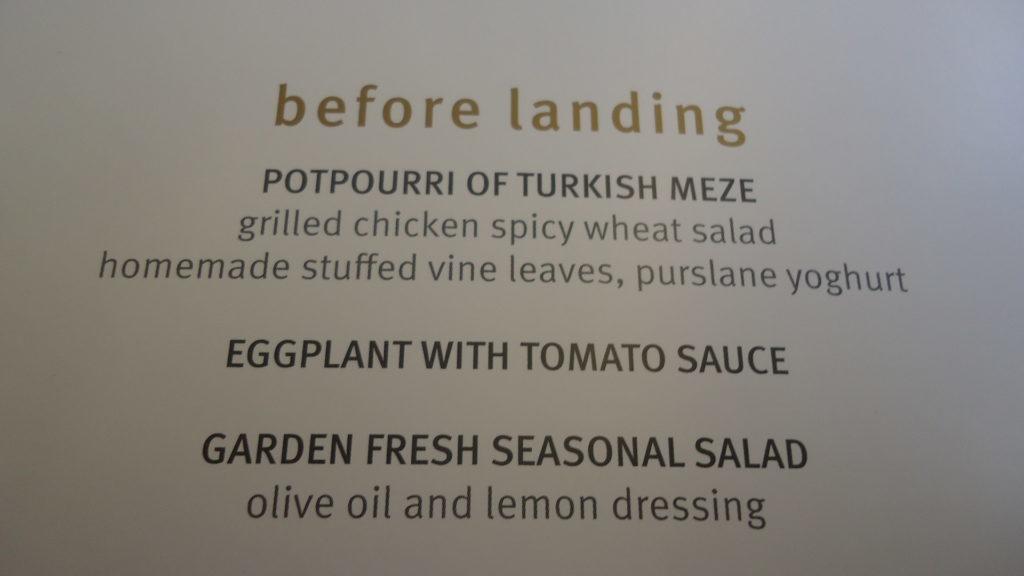 before landing
POTPOURRI OF TURKISH MEZE
grilled chicken spicy wheat salad
homemade stuffed vine leaves, purslane yoghurt
EGGPLANT WITH TOMATO SAUCE
GARDEN FRESH SEASONAL SALAD
olive oil and lemon dressing